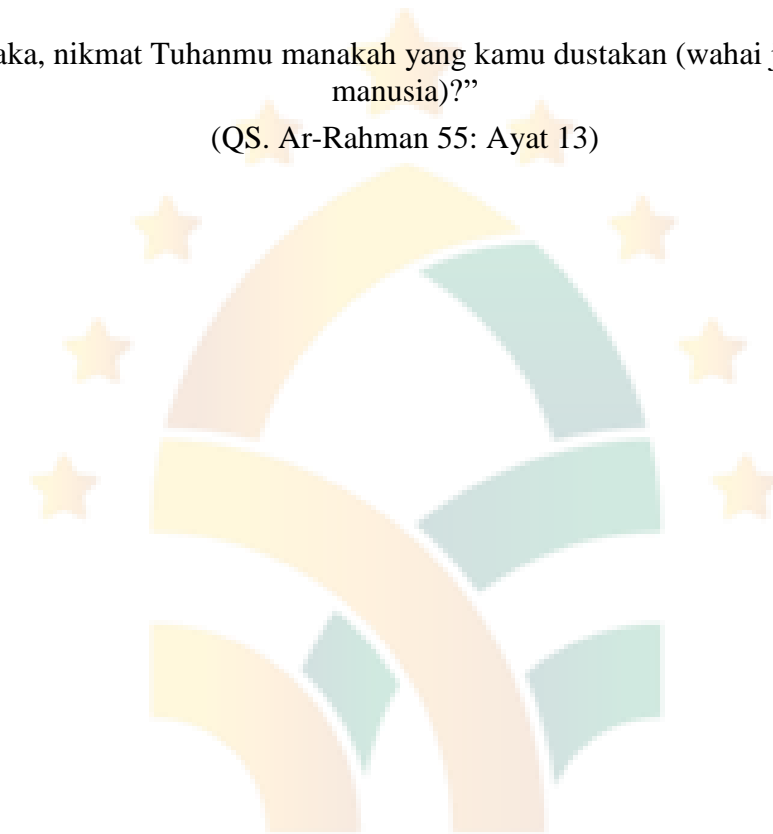 aka, nikmat Tuhanmu manakah yang kamu dustakan (wahai
manusia)?”
(QS. Ar-Rahman 55: Ayat 13)